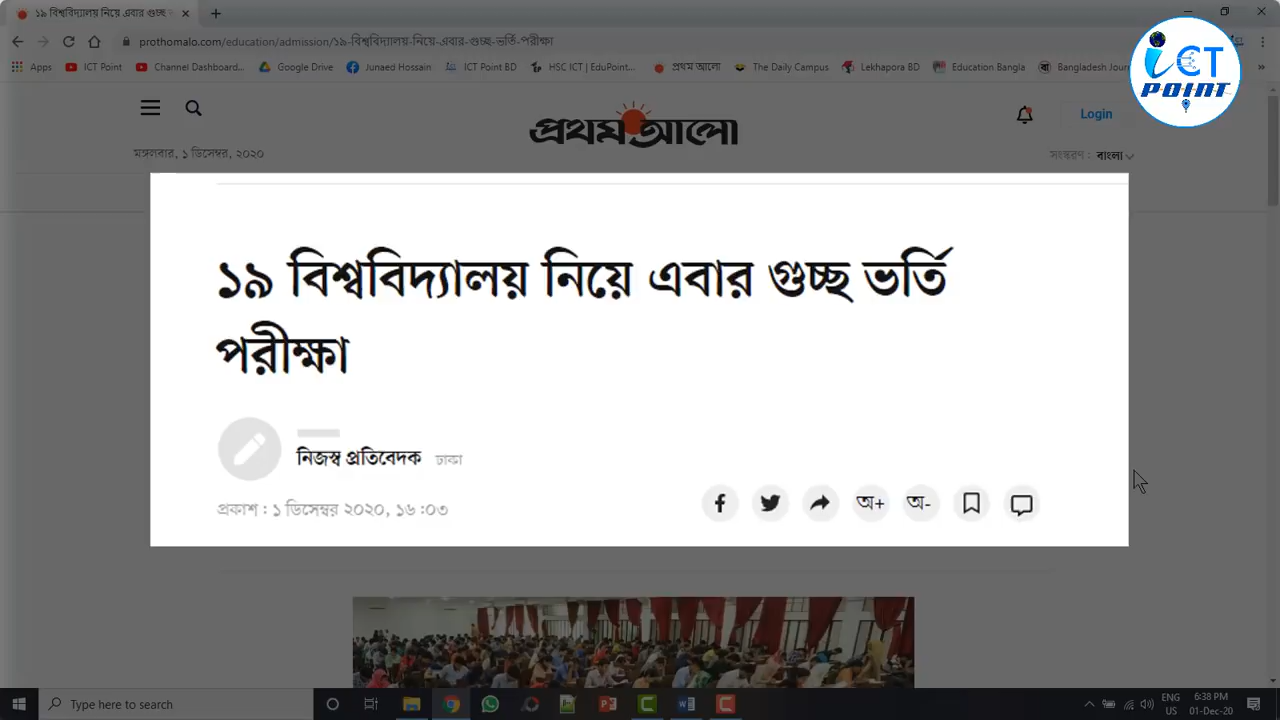 ১৯ বিশ্ববিদ্যালয় নিয়ে এবার গুচ্ছ
prothomalo.com/education/admission/১৯-বিশ্ববিদ্যালয়-নিয়ে-এবার-গুচ্ছ-ভর্তি-পরীক্ষা
Apps ICT Point Channel Dashboard... Google Drive Junaed Hossain ICT Point BD HSC ICT | EduPoint... প্রথম আলো The Daily Campus Lekhapora BD Education Bangla Bangladesh Jour »
iCT
POINT
প্রথম আলো
Login
মঙ্গলবার, ১ ডিসেম্বর, ২০২০
সংস্করণ : বাংলা
১৯ বিশ্ববিদ্যালয় নিয়ে এবার গুচ্ছ ভর্তি
পরীক্ষা
নিজস্ব প্রতিবেদক ঢাকা
প্রকাশ : ১ ডিসেম্বর ২০২০, ১৬ :০৩
অ+ অ-
Type here to search
ENG 6:38 PM
US 01-Dec-20